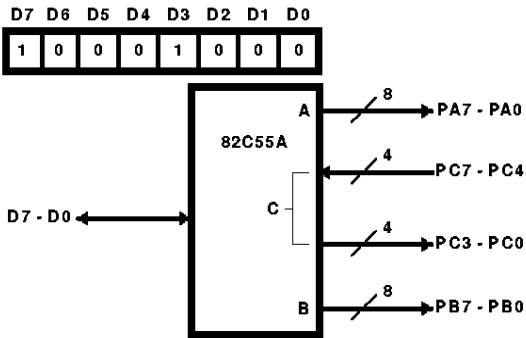 D7 D6 D5 D4 D3 D2 D1 D0
1 0 0 0 1 0 0 0
A 8 PA7 - PA0
82C55A
4 PC7 - PC4
C
D7 - D0
4 PC3 - PC0
B 8 PB7 - PB0